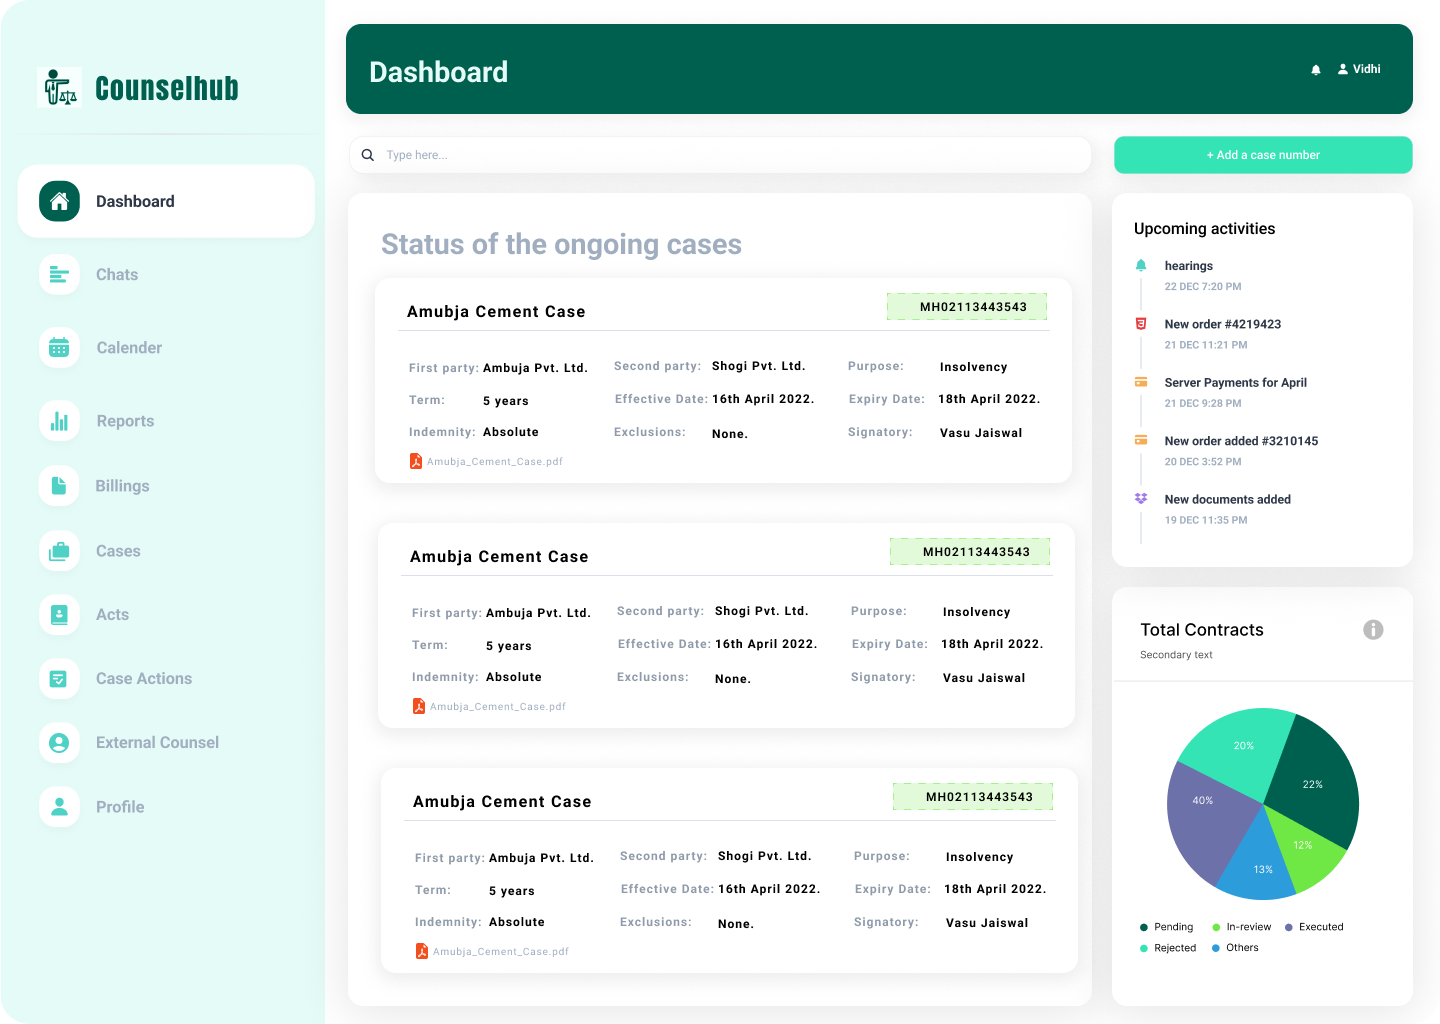 Counselhub
Dashboard
Chats
Calender
Reports
Billings
Cases
Acts
Case Actions
External Counsel
Profile
Dashboard
Vidhi
Type here...
+ Add a case number
Status of the ongoing cases
Amubja Cement Case
MH02113443543
First party: Ambuja Pvt. Ltd. Second party: Shogi Pvt. Ltd. Purpose: Insolvency
Term: 5 years Effective Date: 16th April 2022. Expiry Date: 18th April 2022.
Indemnity: Absolute Exclusions: None. Signatory: Vasu Jaiswal
Amubja_Cement_Case.pdf
Amubja Cement Case
MH02113443543
First party: Ambuja Pvt. Ltd. Second party: Shogi Pvt. Ltd. Purpose: Insolvency
Term: 5 years Effective Date: 16th April 2022. Expiry Date: 18th April 2022.
Indemnity: Absolute Exclusions: None. Signatory: Vasu Jaiswal
Amubja_Cement_Case.pdf
Amubja Cement Case
MH02113443543
First party: Ambuja Pvt. Ltd. Second party: Shogi Pvt. Ltd. Purpose: Insolvency
Term: 5 years Effective Date: 16th April 2022. Expiry Date: 18th April 2022.
Indemnity: Absolute Exclusions: None. Signatory: Vasu Jaiswal
Amubja_Cement_Case.pdf
Upcoming activities
hearings
22 DEC 7:20 PM
New order #4219423
21 DEC 11:21 PM
Server Payments for April
21 DEC 9:28 PM
New order added #3210145
20 DEC 3:52 PM
New documents added
19 DEC 11:35 PM
Total Contracts
Secondary text
20%
22%
40%
12%
13%
Pending In-review Executed
Rejected Others